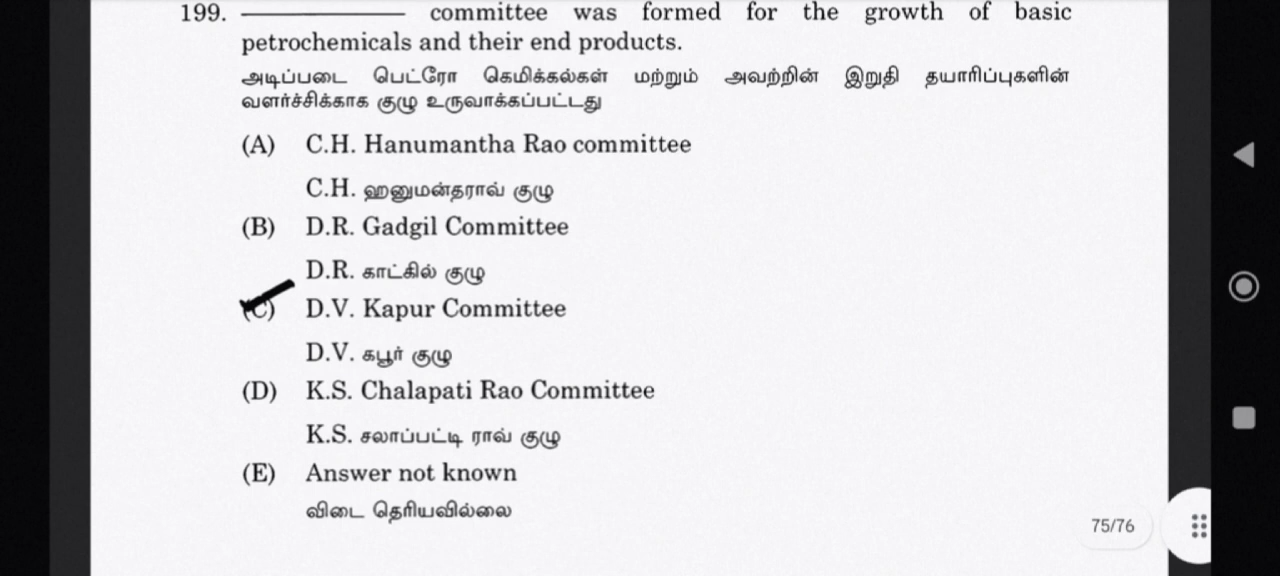 199. ____________ committee was formed for the growth of basic
petrochemicals and their end products.
அடிப்படை பெட்ரோ கெமிக்கல்கள் மற்றும் அவற்றின் இறுதி தயாரிப்புகளின்
வளர்ச்சிக்காக குழு உருவாக்கப்பட்டது
(A) C.H. Hanumantha Rao committee
C.H. ஹனுமன்தராவ் குழு
(B) D.R. Gadgil Committee
D.R. காட்கில் குழு
(C) D.V. Kapur Committee
D.V. கபூர் குழு
(D) K.S. Chalapati Rao Committee
K.S. சலாப்பட்டி ராவ் குழு
(E) Answer not known
விடை தெரியவில்லை
75/76